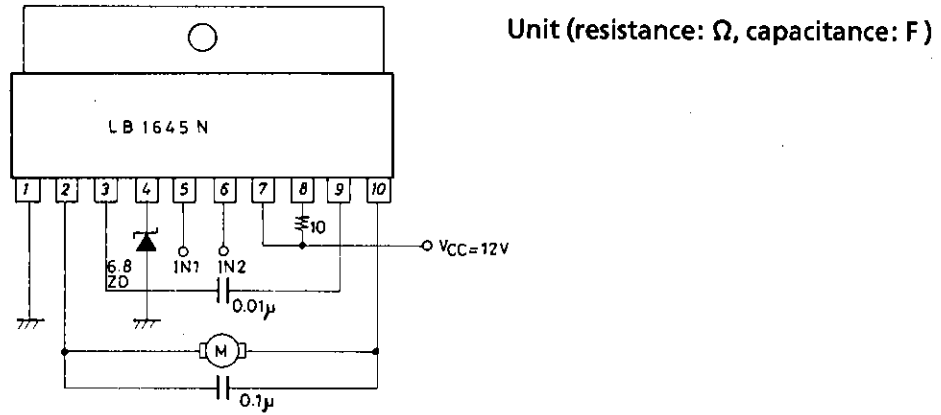 Unit (resistance: Ω, capacitance: F)
LB1645N
1 2 3 4 5 6 7 8 9 10
10
VCC=12V
6.8
ZD
IN1
IN2
0.01μ
M
0.1μ